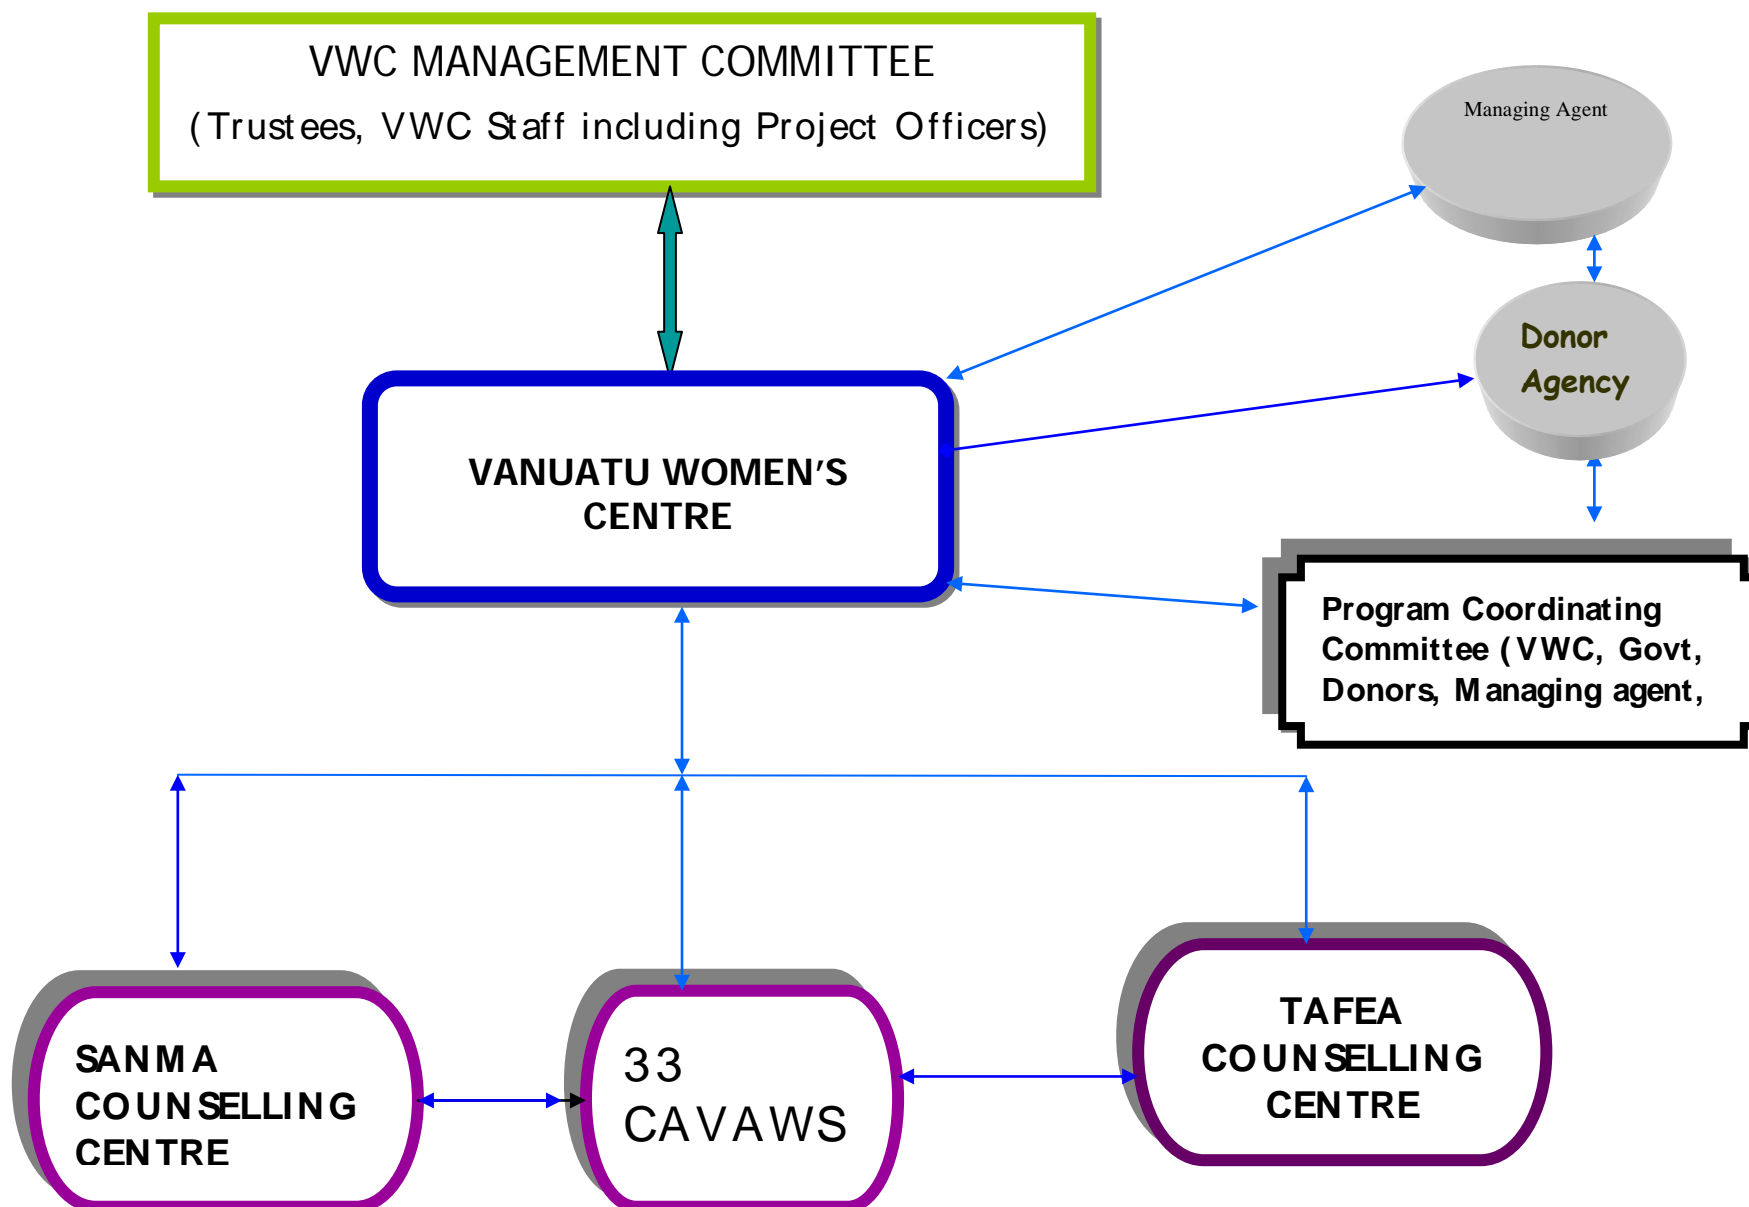 VWC MANAGEMENT COMMITTEE
(Trustees, VWC Staff including Project Officers)
Managing Agent
Donor
Agency
VANUATU WOMEN’S
CENTRE
Program Coordinating
Committee (VWC, Govt,
Donors, Managing agent,
SANMA
COUNSELLING
CENTRE
33
CAVAWS
TAFEA
COUNSELLING
CENTRE